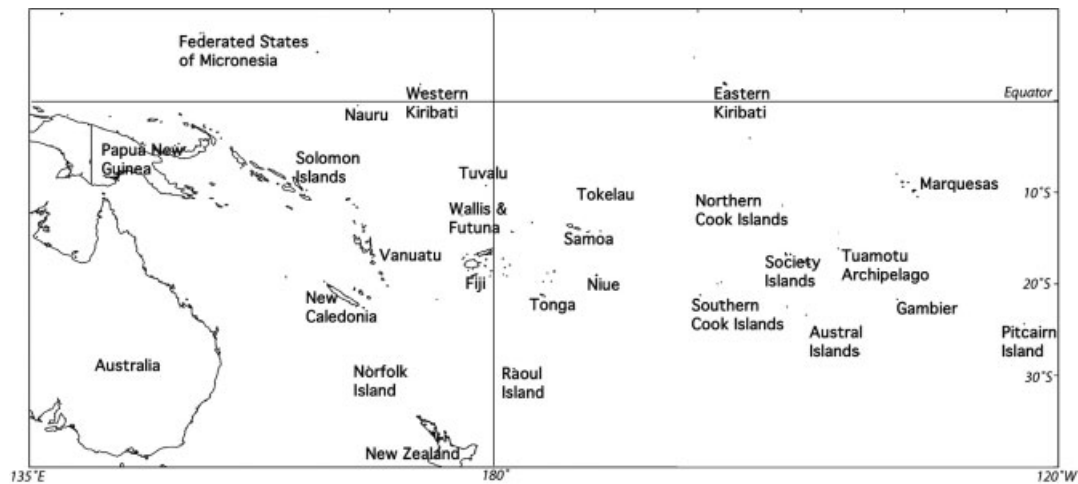 Federated States
of Micronesia
Western
Kiribati
Eastern
Kiribati
Equator
Nauru
Papua New
Guinea
Solomon
Islands
Tuvalu
Tokelau
Marquesas
10°S
Northern
Cook Islands
Wallis &
Futuna
Samoa
Vanuatu
Fiji
Society
Islands
Tuamotu
Archipelago
20°S
Niue
New
Caledonia
Tonga
Southern
Cook Islands
Gambier
Austral
Islands
Pitcairn
Island
Australia
Norfolk
Island
Raoul
Island
30°S
New Zealand
135°E
180°
120°W